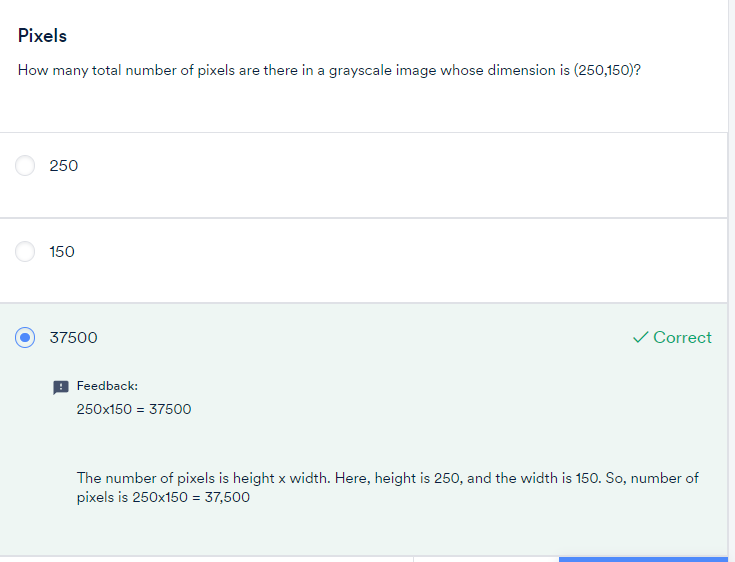 Pixels
How many total number of pixels are there in a grayscale image whose dimension is (250,150)?
250
150
37500
Correct
Feedback:
250x150 = 37500
The number of pixels is height x width. Here, height is 250, and the width is 150. So, number of
pixels is 250x150 = 37,500